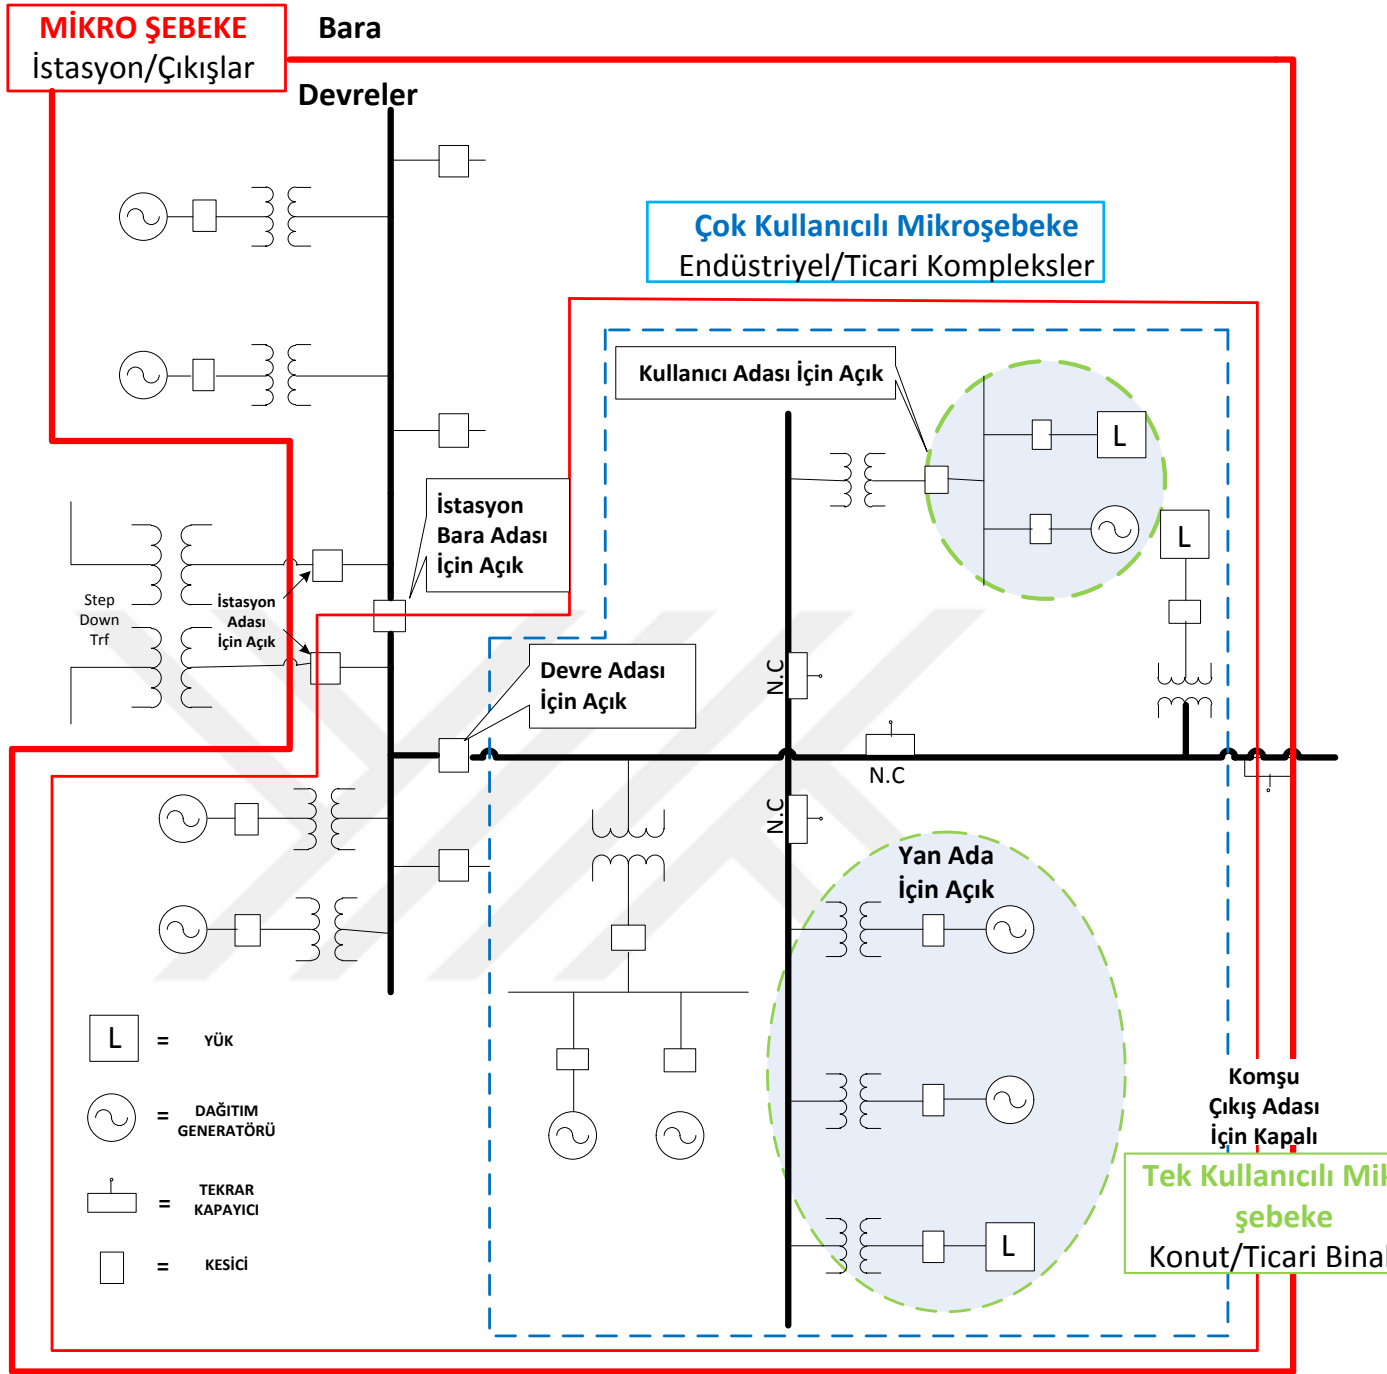 MİKRO ŞEBEKE
İstasyon/Çıkışlar
Bara
Devreler
Çok Kullanıcılı Mikroşebeke
Endüstriyel/Ticari Kompleksler
Kullanıcı Adası İçin Açık
L
L
İstasyon
Bara Adası
İçin Açık
Step
Down
Trf
İstasyon
Adası
İçin Açık
Devre Adası
İçin Açık
N.C
N.C
N.C
Yan Ada
İçin Açık
L
L
=
YÜK
=
DAĞITIM
GENERATÖRÜ
=
TEKRAR
KAPAYICI
=
KESİCİ
Komşu
Çıkış Adası
İçin Kapalı
Tek Kullanıcılı Mik
şebeke
Konut/Ticari Bina